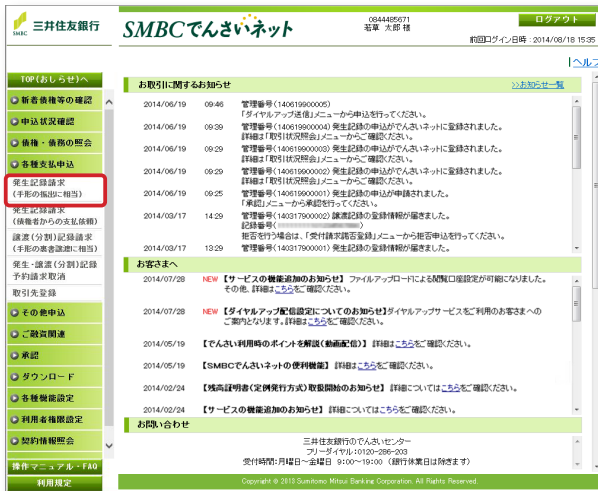 SMBC
三井住友銀行
SMBCでんさいネット
0844485671
若草 太郎 様
ログアウト
前回ログイン日時：2014/08/18 15:35
ヘルプ
TOP(おしらせ)へ
新着債権等の確認
申込状況確認
債権・債務の照会
各種支払申込
発生記録請求
(手形の振出に相当)
発生記録請求
(債権者からの支払依頼)
譲渡(分割)記録請求
(手形の裏書譲渡に相当)
発生・譲渡(分割)記録
予約請求取消
取引先登録
その他申込
ご融資関連
承認
ダウンロード
各種機能設定
利用者権限設定
契約情報照会
操作マニュアル・FAQ
利用規定
お取引に関するお知らせ
>>お知らせ一覧
2014/06/19 09:46 管理番号(140619900005)
「ダイヤルアップ送信」メニューから申込を行ってください。
2014/06/19 09:39 管理番号(140619900004) 発生記録の申込がでんさいネットに登録されました。
詳細は「取引状況照会」メニューからご確認ください。
2014/06/19 09:29 管理番号(140619900003) 発生記録の申込がでんさいネットに登録されました。
詳細は「取引状況照会」メニューからご確認ください。
2014/06/19 09:29 管理番号(140619900002) 発生記録の申込がでんさいネットに登録されました。
詳細は「取引状況照会」メニューからご確認ください。
2014/06/19 09:25 管理番号(140619900001) 発生記録の申込が申請されました。
「承認」メニューから承認を行ってください。
2014/03/17 14:29 管理番号(140317900002) 譲渡記録の登録情報が届きました。
記録番号( )
拒否を行う場合は、「受付請求諾否登録」メニューから拒否申込を行ってください。
2014/03/17 13:29 管理番号(140317900001) 発生記録の登録情報が届きました。
お客さまへ
2014/07/28 NEW 【サービスの機能追加のお知らせ】 ファイルアップロードによる閲覧口座設定が可能になりました。
その他、詳細はこちらをご確認ください。
2014/07/28 NEW 【ダイヤルアップ配信設定についてのお知らせ】ダイヤルアップサービスをご利用のお客さまへの
ご案内となります。詳細はこちらをご確認ください。
2014/05/19 【でんさい利用時のポイントを解説(動画配信)】 詳細はこちらをご確認ください。
2014/05/19 【SMBCでんさいネットの便利機能】 詳細はこちらをご確認ください。
2014/02/24 【残高証明書(定例発行方式)取扱開始のお知らせ】 詳細についてはこちらをご確認ください。
2014/02/24 【サービスの機能追加のお知らせ】 詳細についてはこちらをご確認ください。
お問い合わせ
三井住友銀行のでんさいセンター
フリーダイヤル:0120-286-203
受付時間:月曜日～金曜日 9:00～19:00 (銀行休業日は除きます)
Copyright © 2013 Sumitomo Mitsui Banking Corporation. All Rights Reserved.